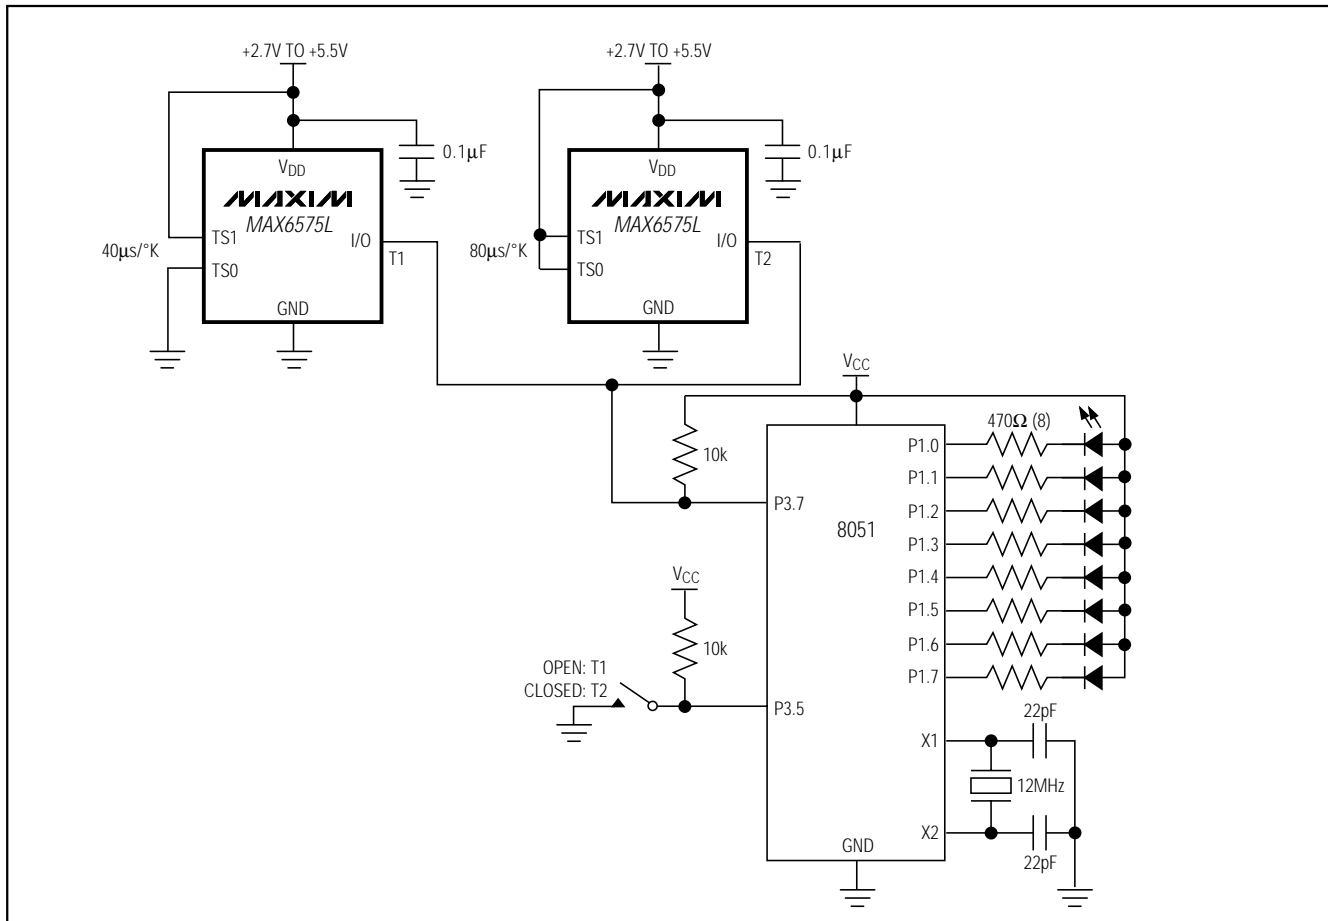 +2.7V TO +5.5V
+2.7V TO +5.5V
0.1μF
0.1μF
VDD
VDD
MAXIM
MAXIM
MAX6575L
MAX6575L
TS1
I/O
TS1
I/O
40μs/°K
T1
80μs/°K
T2
TS0
TS0
GND
GND
VCC
470Ω (8)
P1.0
10k
P1.1
P3.7
P1.2
8051
P1.3
VCC
P1.4
P1.5
10k
P1.6
OPEN: T1
P1.7
CLOSED: T2
P3.5
22pF
X1
12MHz
X2
GND
22pF